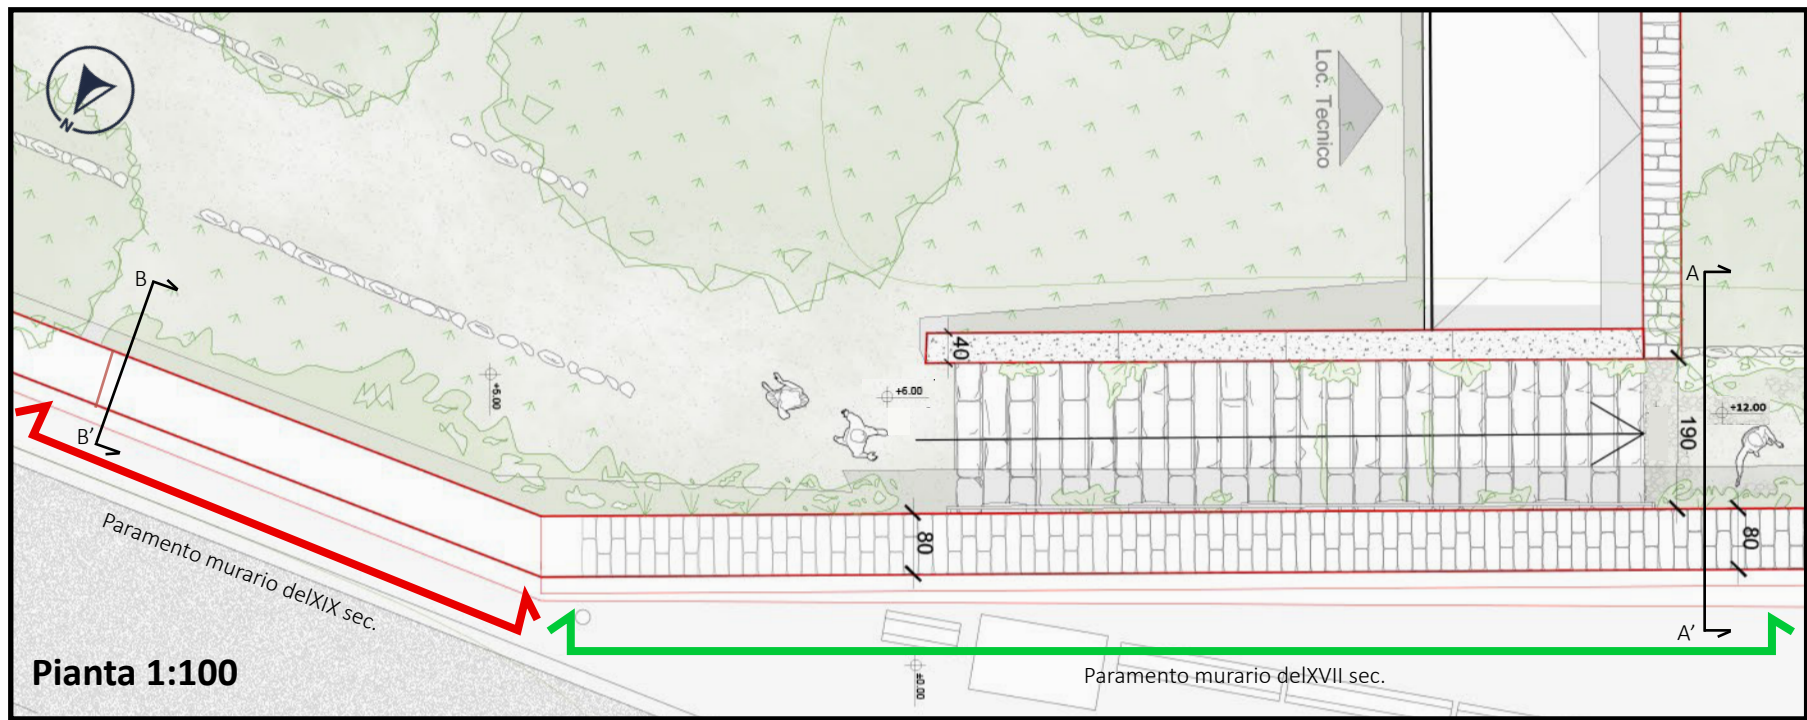 N
Loc. Tecnico
B
A
40
+5.00
+6.00
+12.00
190
B’
80
80
Paramento murario delXIX sec.
A’
Pianta 1:100
±0.00
Paramento murario delXVII sec.